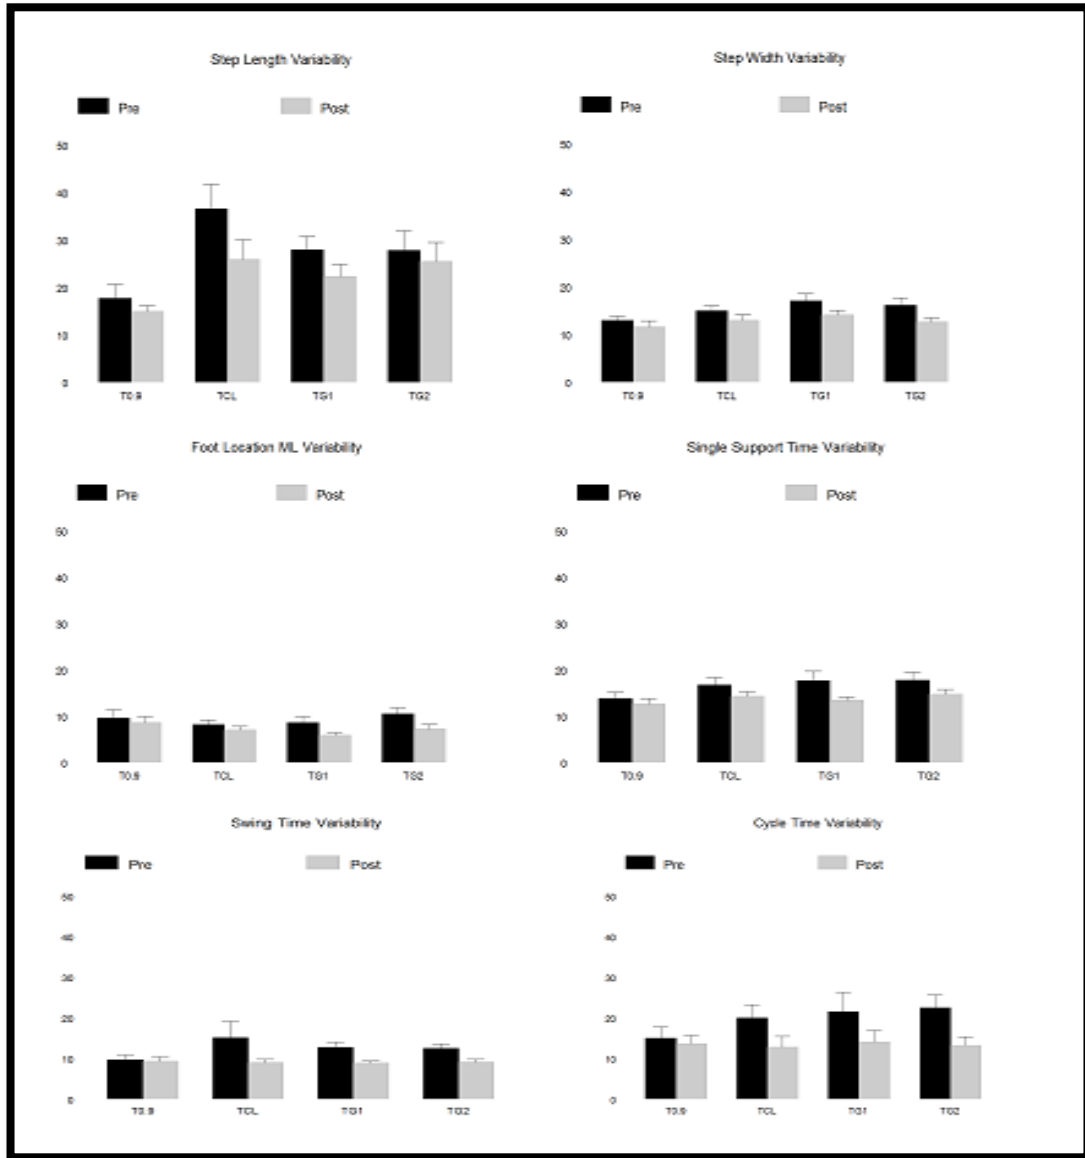 Step Length Variability
Pre Post
50
40
30
20
10
0
T0.9 TCL TG1 TG2
Step Width Variability
Pre Post
50
40
30
20
10
0
T0.9 TCL TG1 TG2
Foot Location ML Variability
Pre Post
50
40
30
20
10
0
T0.9 TCL TG1 TG2
Single Support Time Variability
Pre Post
50
40
30
20
10
0
T0.9 TCL TG1 TG2
Swing Time Variability
Pre Post
50
40
30
20
10
0
T0.9 TCL TG1 TG2
Cycle Time Variability
Pre Post
50
40
30
20
10
0
T0.9 TCL TG1 TG2